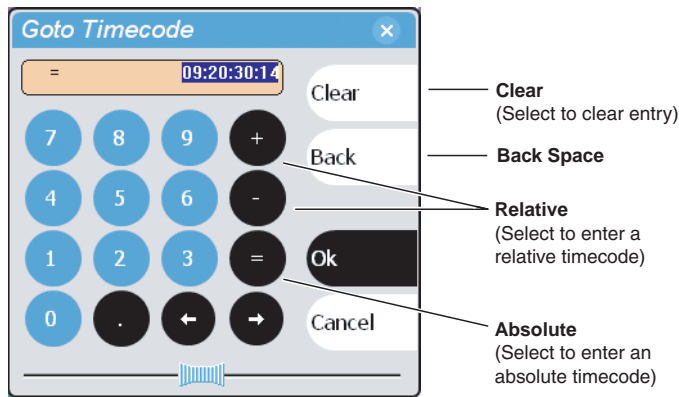 Goto Timecode
= 09:20:30:14
Clear
Back
7 8 9 +
4 5 6 -
1 2 3 =
0 . ← →
Ok
Cancel
Clear
(Select to clear entry)
Back Space
Relative
(Select to enter a
relative timecode)
Absolute
(Select to enter an
absolute timecode)